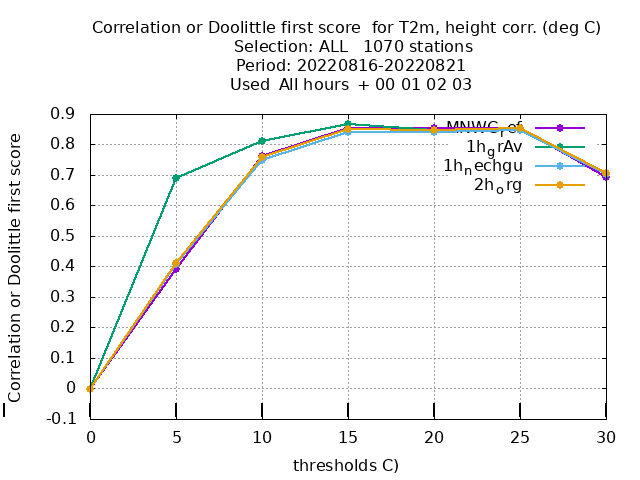 Correlation or Doolittle first score  for T2m, height corr. (deg C)
Selection: ALL   1070 stations
Period: 20220816-20220821
Used  All hours  + 00 01 02 03
Correlation or Doolittle first score
0.9
0.8
0.7
0.6
0.5
0.4
0.3
0.2
0.1
0
-0.1
MNWC_ref
1h_grAv
1h_nechgu
2h_org
0 5 10 15 20 25 30
thresholds C)